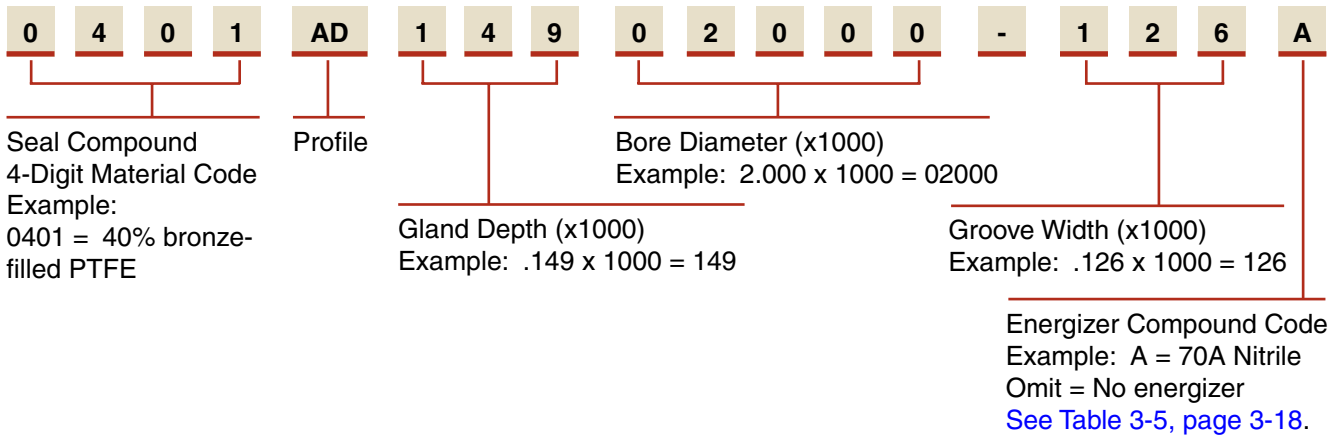 0 4 0 1 AD 1 4 9 0 2 0 0 0 - 1 2 6 A
Seal Compound
4-Digit Material Code
Example:
0401 = 40% bronze-
filled PTFE
Profile
Gland Depth (x1000)
Example: .149 x 1000 = 149
Bore Diameter (x1000)
Example: 2.000 x 1000 = 02000
Groove Width (x1000)
Example: .126 x 1000 = 126
Energizer Compound Code
Example: A = 70A Nitrile
Omit = No energizer
See Table 3-5, page 3-18.